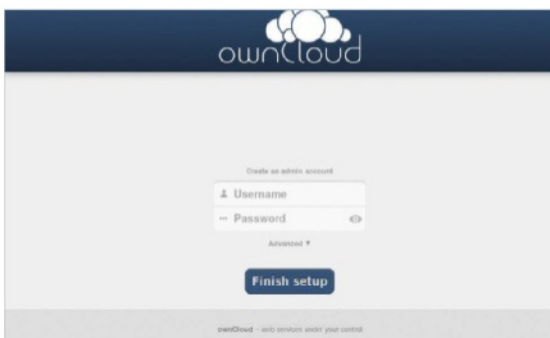 ownCloud
Create an admin account
Username
Password
Advanced ▼
Finish setup
ownCloud – web services under your control